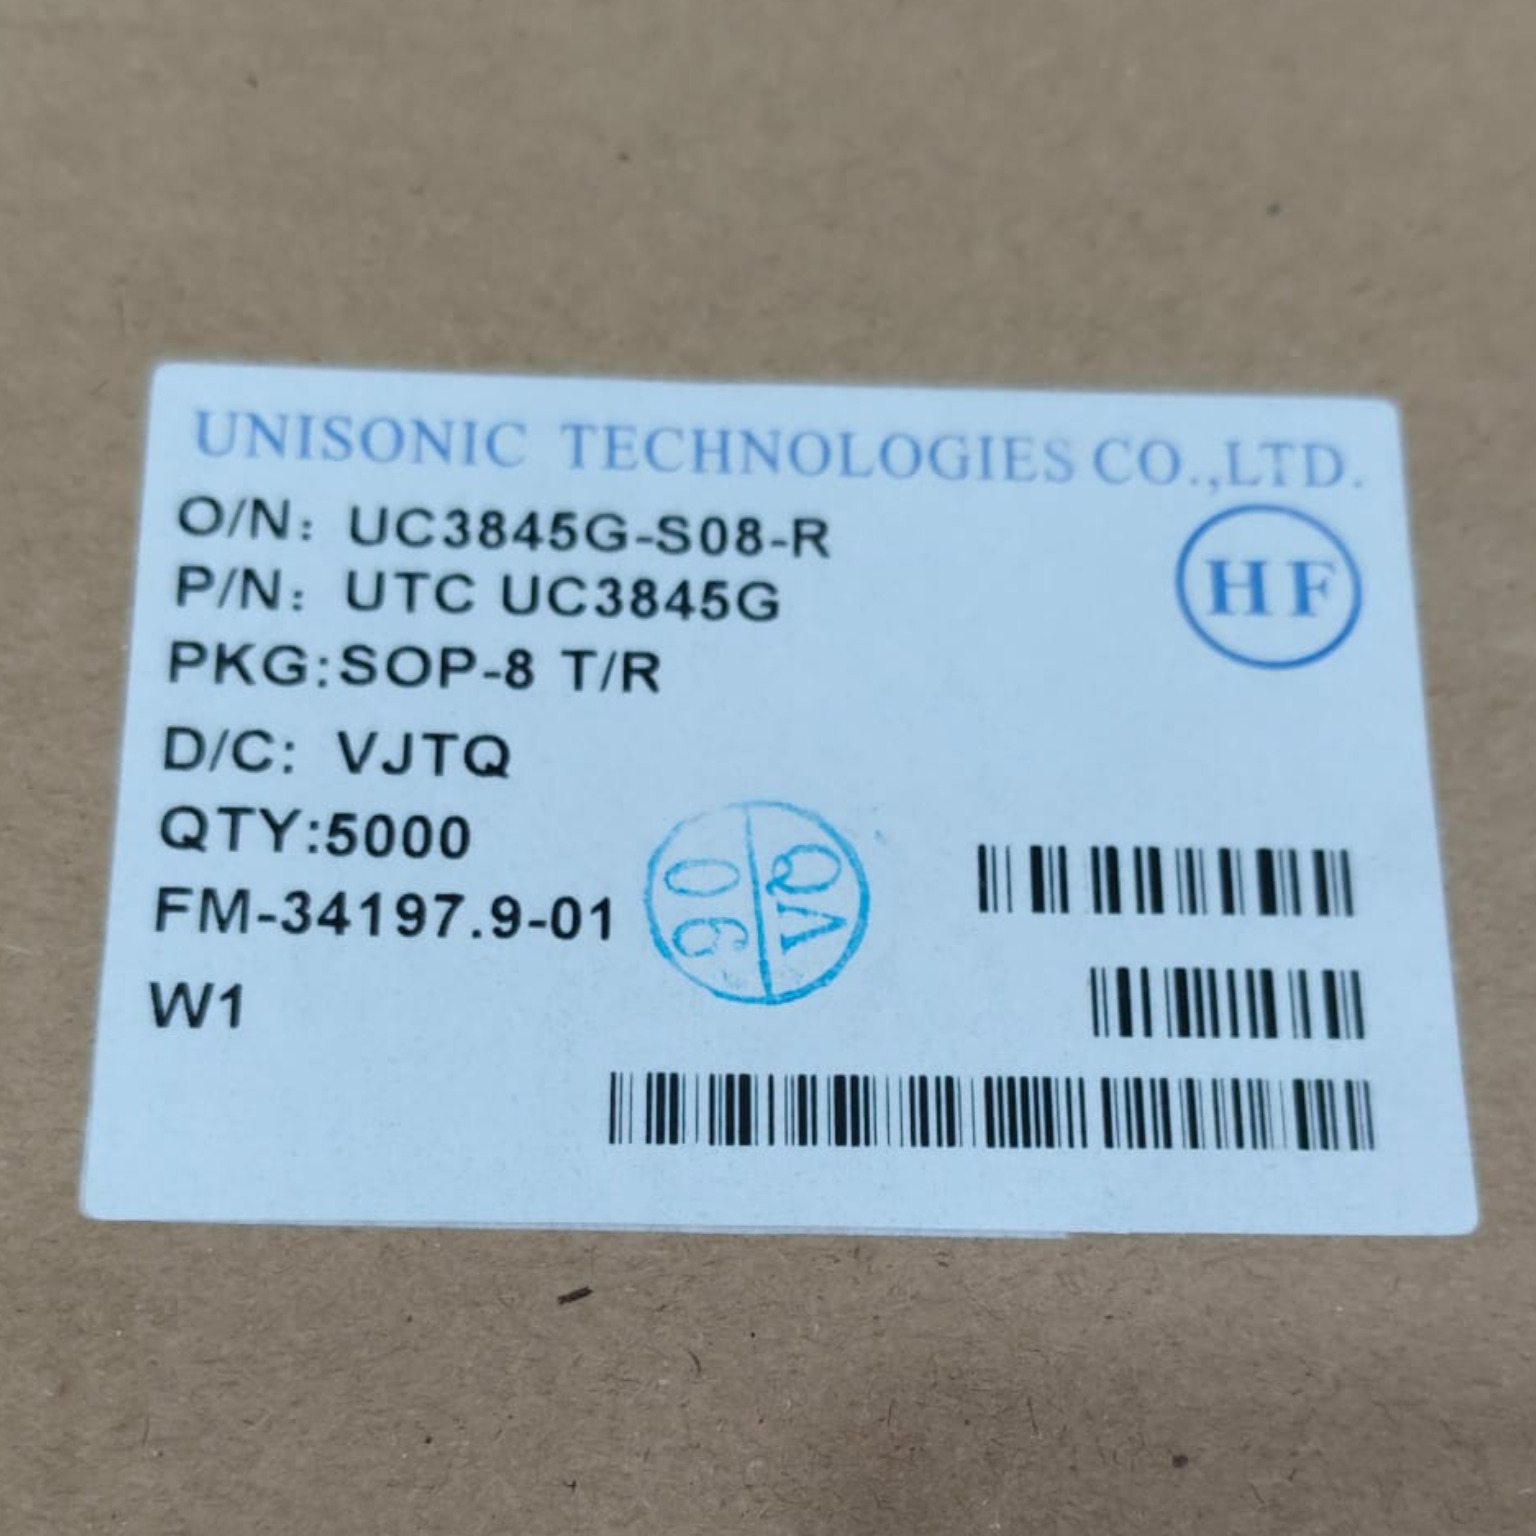 UNISONIC TECHNOLOGIES CO.,LTD.
O/N: UC3845G-S08-R
P/N: UTC UC3845G
HF
PKG:SOP-8 T/R
D/C: VJTQ
QTY:5000
FM-34197.9-01
QA
06
W1